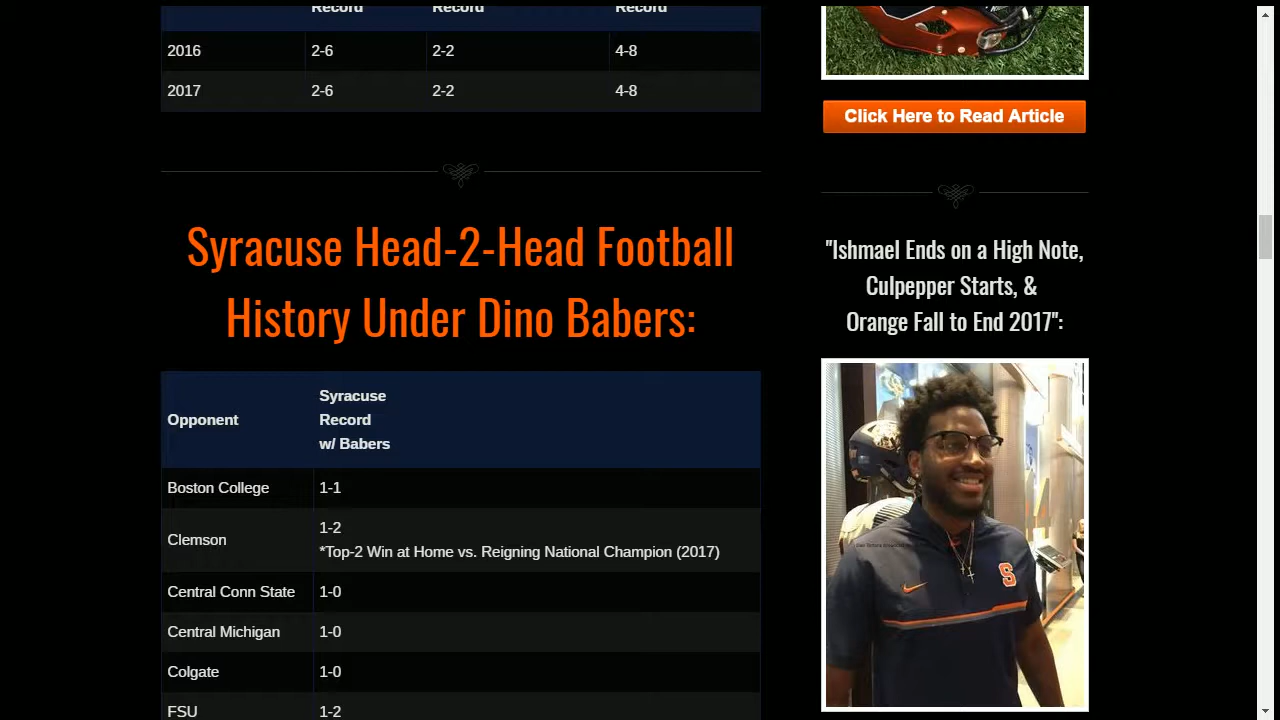 Record Record Record
2016 2-6 2-2 4-8
2017 2-6 2-2 4-8
Syracuse Head-2-Head Football
History Under Dino Babers:
Opponent
Syracuse
Record
w/ Babers
Boston College 1-1
Clemson
1-2
*Top-2 Win at Home vs. Reigning National Champion (2017)
Central Conn State 1-0
Central Michigan 1-0
Colgate 1-0
FSU 1-2
Click Here to Read Article
"Ishmael Ends on a High Note,
Culpepper Starts, &
Orange Fall to End 2017":
S